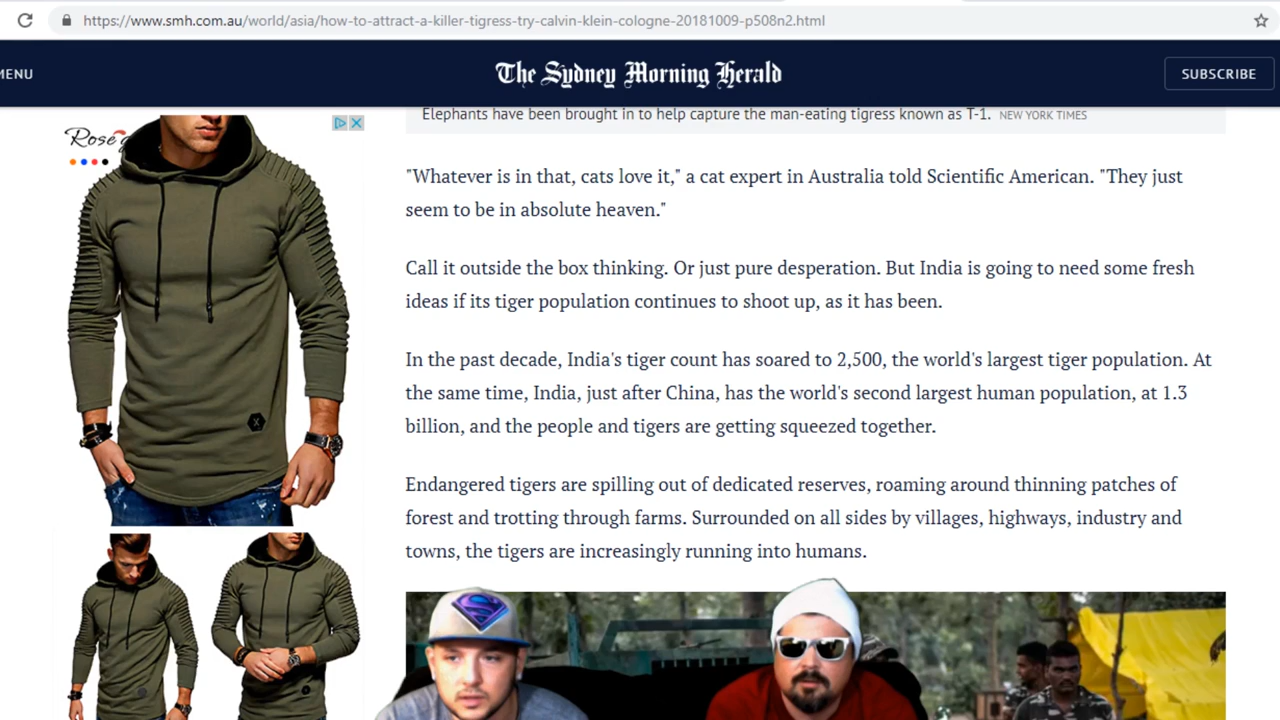 https://www.smh.com.au/world/asia/how-to-attract-a-killer-tigress-try-calvin-klein-cologne-20181009-p508n2.html
MENU
The Sydney Morning Herald
SUBSCRIBE
Rose
Elephants have been brought in to help capture the man-eating tigress known as T-1. NEW YORK TIMES
"Whatever is in that, cats love it," a cat expert in Australia told Scientific American. "They just
seem to be in absolute heaven."
Call it outside the box thinking. Or just pure desperation. But India is going to need some fresh
ideas if its tiger population continues to shoot up, as it has been.
In the past decade, India's tiger count has soared to 2,500, the world's largest tiger population. At
the same time, India, just after China, has the world's second largest human population, at 1.3
billion, and the people and tigers are getting squeezed together.
Endangered tigers are spilling out of dedicated reserves, roaming around thinning patches of
forest and trotting through farms. Surrounded on all sides by villages, highways, industry and
towns, the tigers are increasingly running into humans.